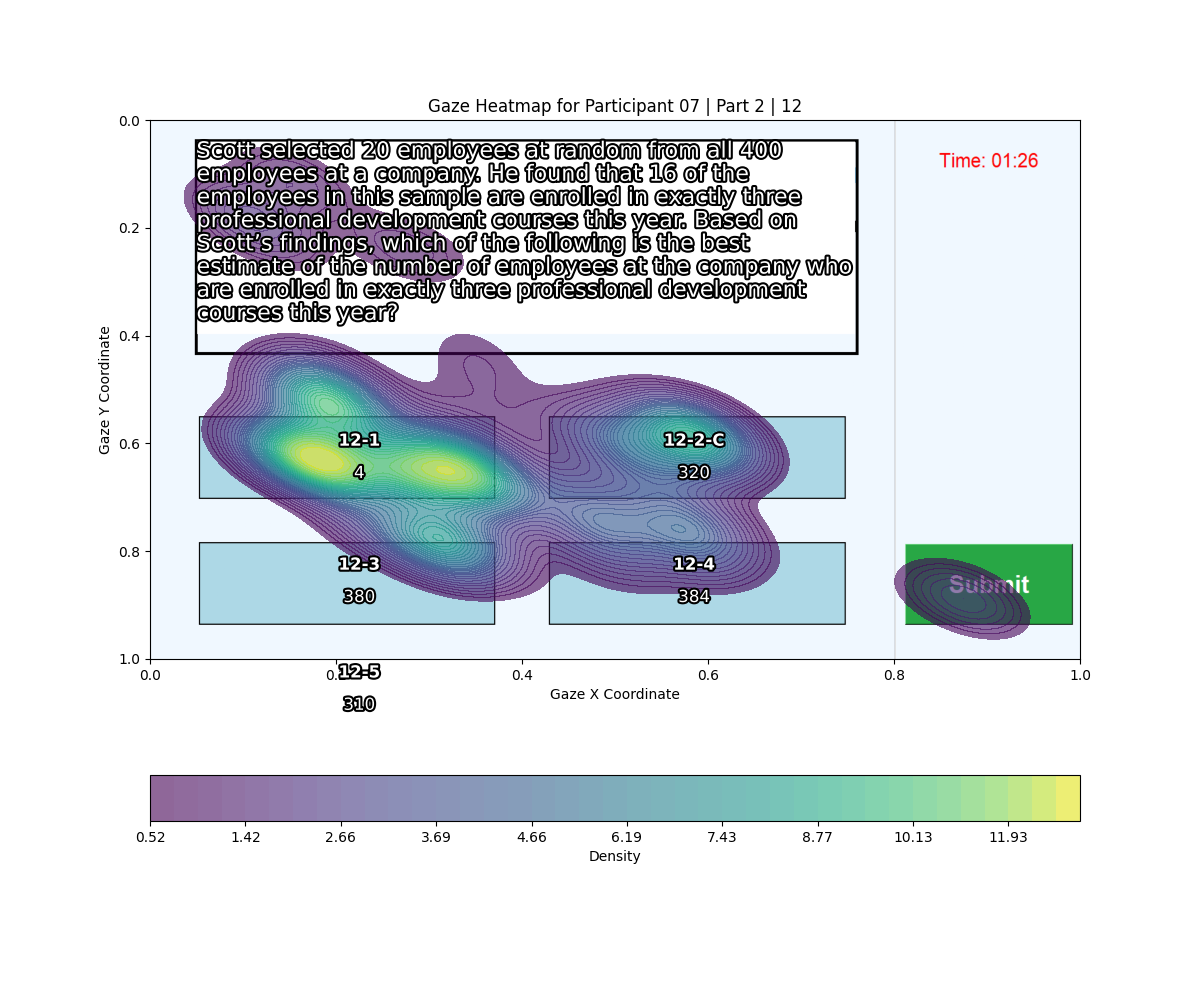 Gaze Heatmap for Participant 07 | Part 2 | 12
Scott selected 20 employees at random from all 400
employees at a company. He found that 16 of the
employees in this sample are enrolled in exactly three
professional development courses this year. Based on
Scott’s findings, which of the following is the best
estimate of the number of employees at the company who
are enrolled in exactly three professional development
courses this year?
Time: 01:26
12-1
4
12-2-C
320
12-3
380
12-4
384
Submit
12-5
310
0.0
0.2
0.4
0.6
0.8
1.0
Gaze Y Coordinate
0.0
0.4
0.6
0.8
1.0
Gaze X Coordinate
0.52
1.42
2.66
3.69
4.66
6.19
7.43
8.77
10.13
11.93
Density